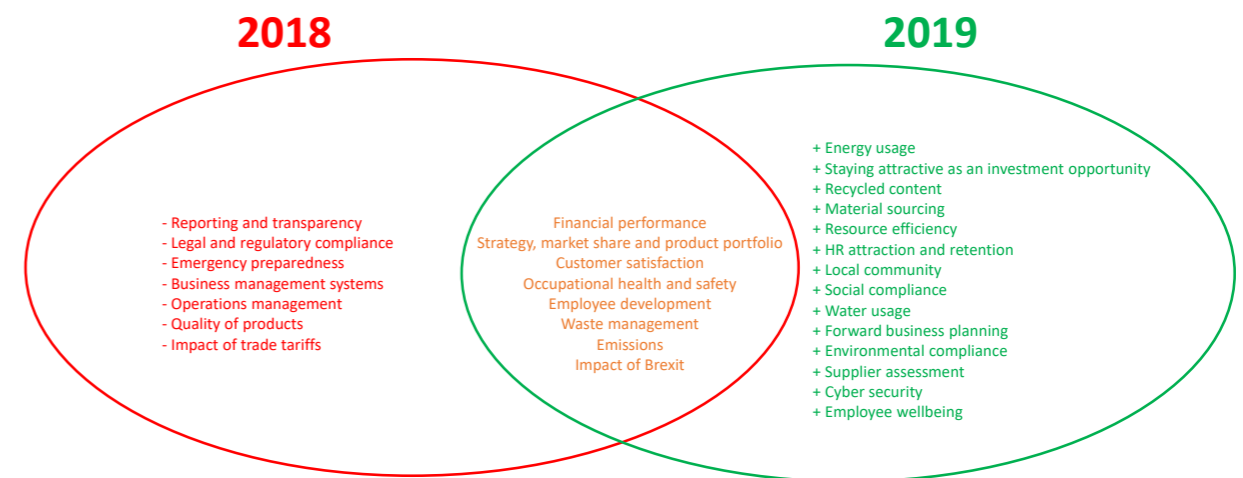 2018
2019
- Reporting and transparency
- Legal and regulatory compliance
- Emergency preparedness
- Business management systems
- Operations management
- Quality of products
- Impact of trade tariffs
Financial performance
Strategy, market share and product portfolio
Customer satisfaction
Occupational health and safety
Employee development
Waste management
Emissions
Impact of Brexit
+ Energy usage
+ Staying attractive as an investment opportunity
+ Recycled content
+ Material sourcing
+ Resource efficiency
+ HR attraction and retention
+ Local community
+ Social compliance
+ Water usage
+ Forward business planning
+ Environmental compliance
+ Supplier assessment
+ Cyber security
+ Employee wellbeing